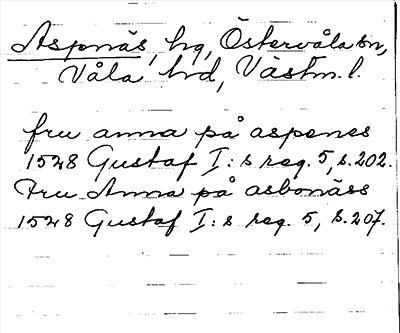 Aspnäs, hg, Östervåla sn,
Våla hd, Västm. l.
fru anna på aspenes
1528 Gustaf I:s reg. 5, s. 202.
Fru Anna på asbonäss
1528 Gustaf I:s reg. 5, s. 207.